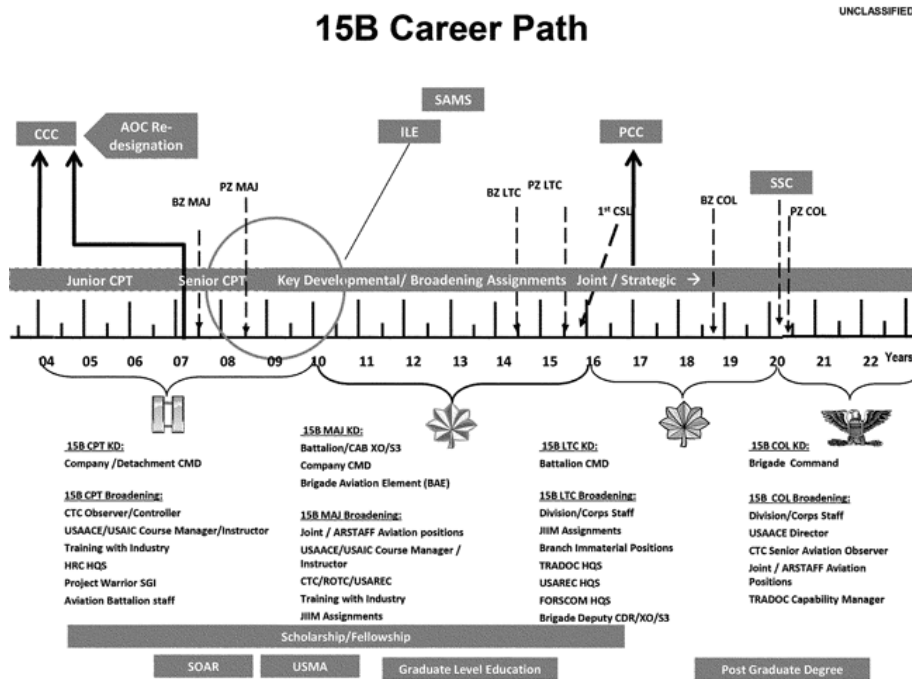 UNCLASSIFIED
15B Career Path
SAMS
CCC
AOC Re-
designation
ILE
PCC
BZ MAJ
PZ MAJ
BZ LTC
PZ LTC
1st CSL
BZ COL
SSC
PZ COL
Junior CPT
Senior CPT
Key Developmental/ Broadening Assignments
Joint / Strategic →
04 05 06 07 08 09 10 11 12 13 14 15 16 17 18 19 20 21 22 Years
15B CPT KD:
Company /Detachment CMD
15B CPT Broadening:
CTC Observer/Controller
USAACE/USAIC Course Manager/Instructor
Training with Industry
HRC HQS
Project Warrior SGI
Aviation Battalion staff
15B MAJ KD:
Battalion/CAB XO/S3
Company CMD
Brigade Aviation Element (BAE)
15B MAJ Broadening:
Joint / ARSTAFF Aviation positions
USAACE/USAIC Course Manager /
Instructor
CTC/ROTC/USAREC
Training with Industry
JIIM Assignments
15B LTC KD:
Battalion CMD
15B LTC Broadening:
Division/Corps Staff
JIIM Assignments
Branch Immaterial Positions
TRADOC HQS
USAREC HQS
FORSCOM HQS
Brigade Deputy CDR/XO/S3
15B COL KD:
Brigade Command
15B COL Broadening:
Division/Corps Staff
USAACE Director
CTC Senior Aviation Observer
Joint / ARSTAFF Aviation
Positions
TRADOC Capability Manager
Scholarship/Fellowship
SOAR
USMA
Graduate Level Education
Post Graduate Degree